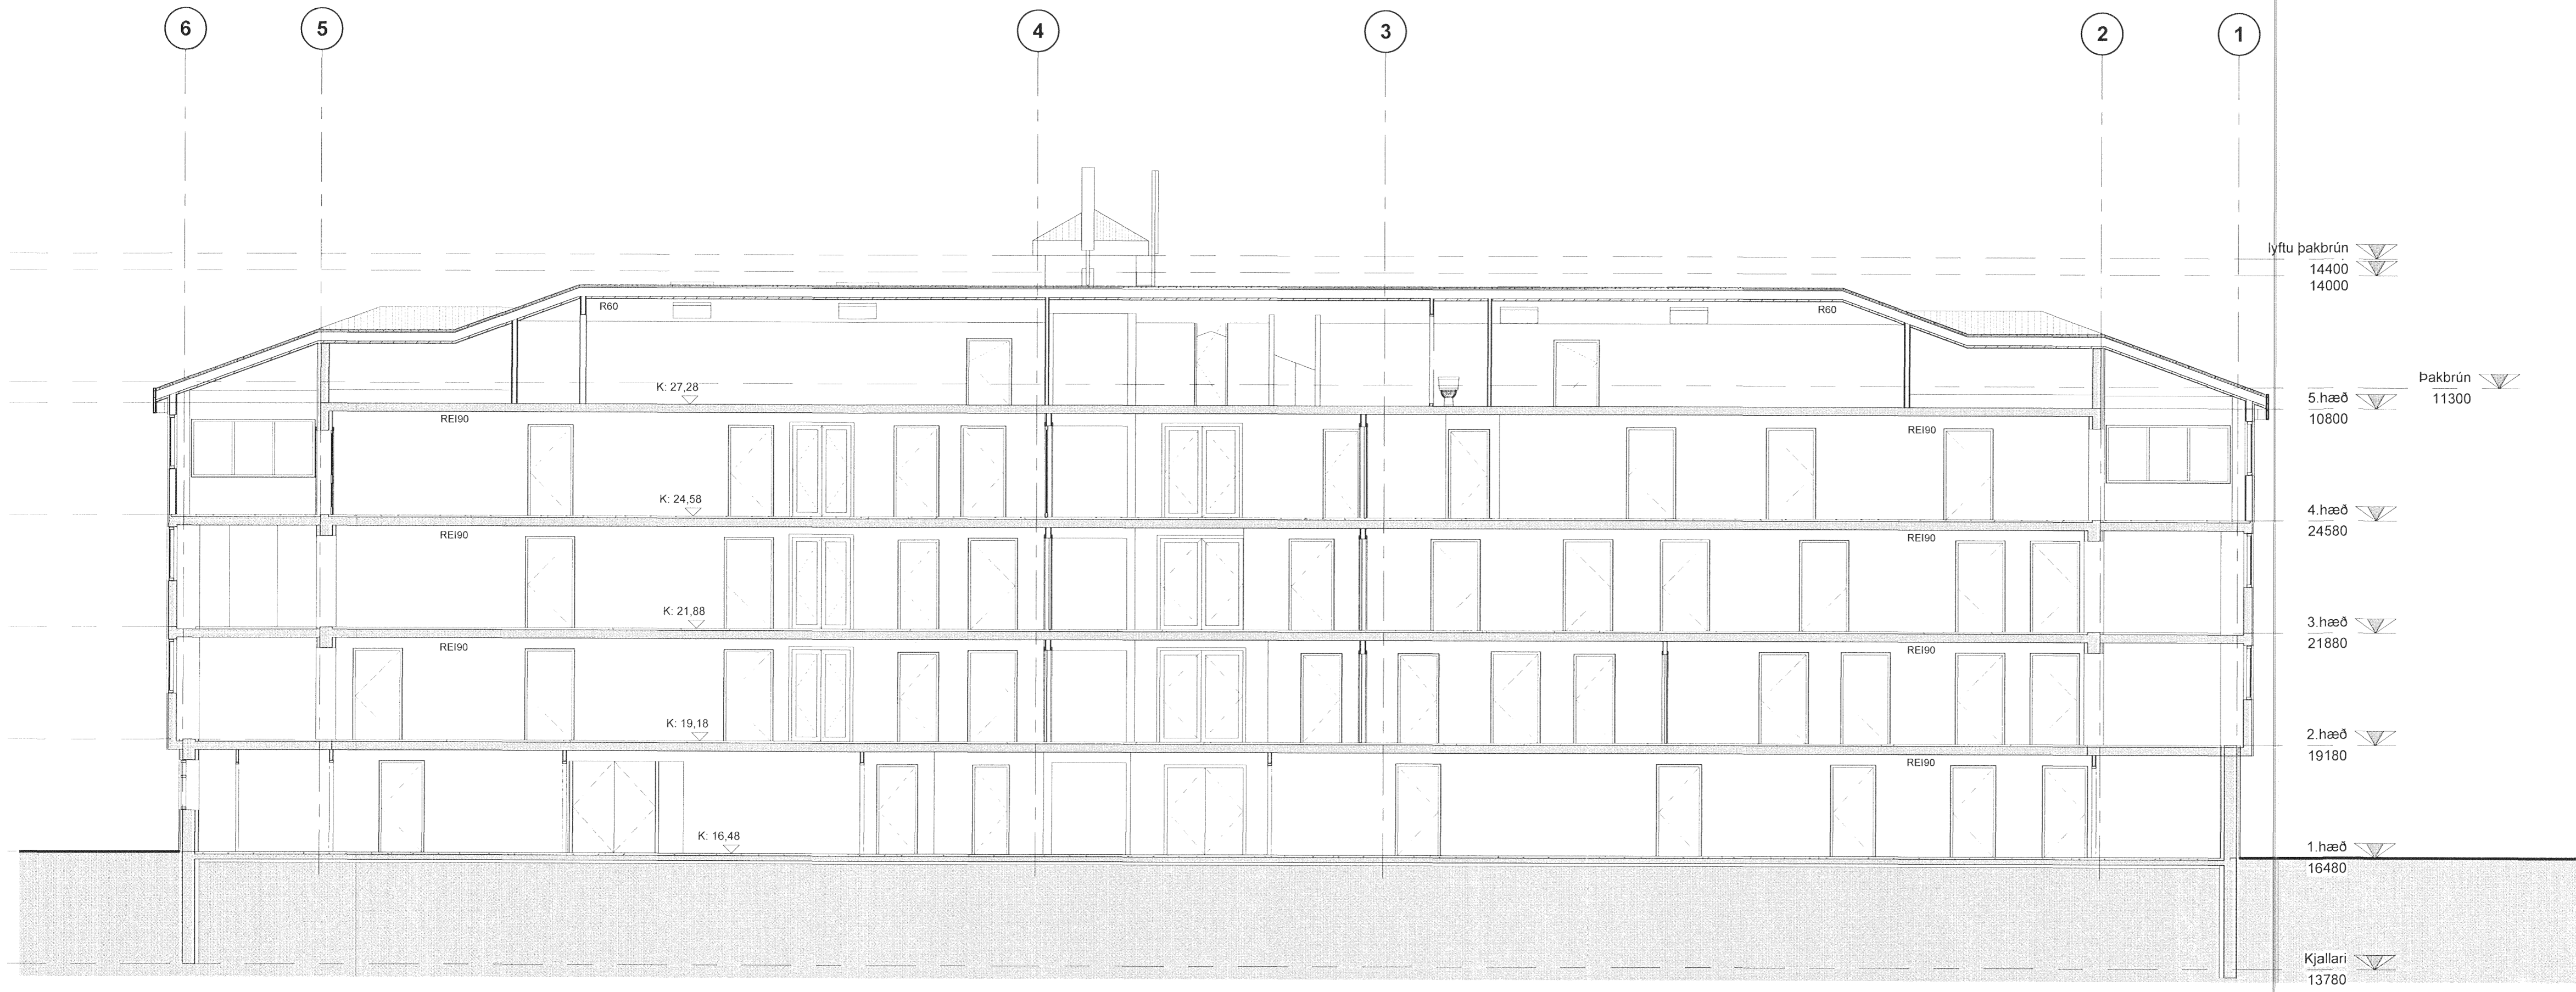 6
5
4
3
2
1
lyftu þakbrún
14400
14000
R60
R60
Þakbrún
11300
K: 27,28
5.hæð
10800
REI90
REI90
K: 24,58
4.hæð
24580
REI90
REI90
K: 21,88
3.hæð
21880
REI90
REI90
K: 19,18
2.hæð
19180
REI90
K: 16,48
1.hæð
16480
Kjallari
13780